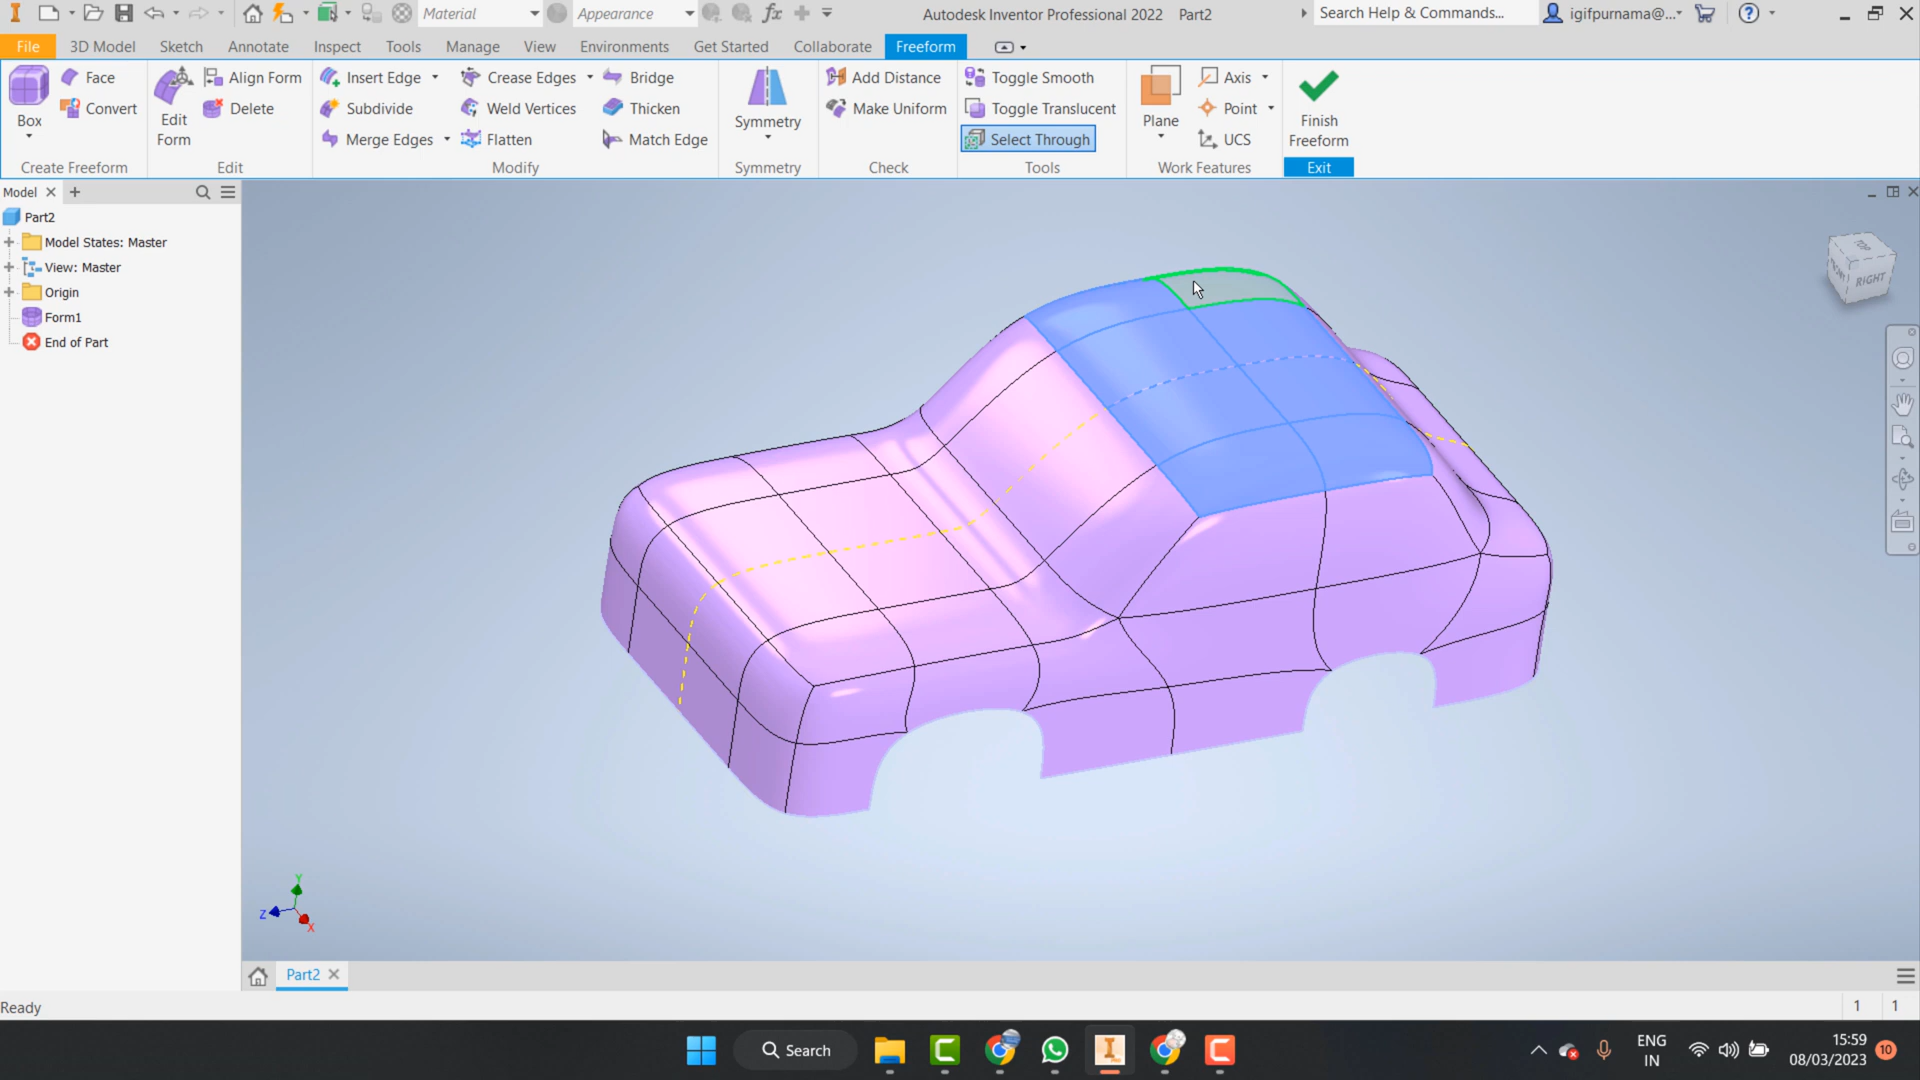 Material
Appearance
fx
Autodesk Inventor Professional 2022 Part2
Search Help & Commands...
igifpurnama@...
File 3D Model Sketch Annotate Inspect Tools Manage View Environments Get Started Collaborate Freeform
Box
Face
Convert
Create Freeform
Edit
Form
Align Form
Delete
Edit
Insert Edge
Subdivide
Merge Edges
Crease Edges
Weld Vertices
Flatten
Bridge
Thicken
Match Edge
Modify
Symmetry
Symmetry
Add Distance
Make Uniform
Check
Toggle Smooth
Toggle Translucent
Select Through
Tools
Plane
Axis
Point
UCS
Work Features
Finish
Freeform
Exit
Model
Part2
Model States: Master
View: Master
Origin
Form1
End of Part
TOP
RIGHT
Y
Z
X
Part2
Ready
1 1
Search
ENG
IN
15:59
08/03/2023
10